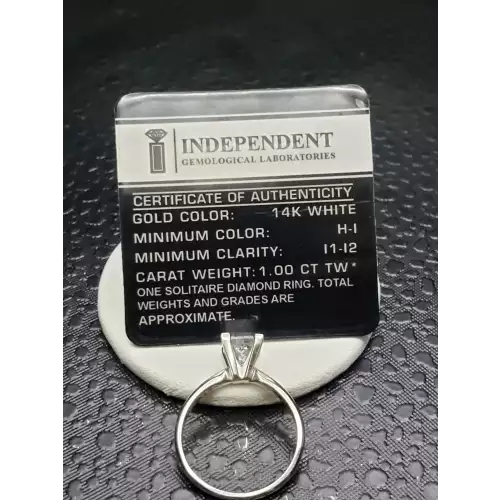 INDEPENDENT
GEMOLOGICAL LABORATORIES
CERTIFICATE OF AUTHENTICITY
GOLD COLOR: 14K WHITE
MINIMUM COLOR: H-I
MINIMUM CLARITY: I1-I2
CARAT WEIGHT: 1.00 CT TW*
ONE SOLITAIRE DIAMOND RING. TOTAL
WEIGHTS AND GRADES ARE
APPROXIMATE.